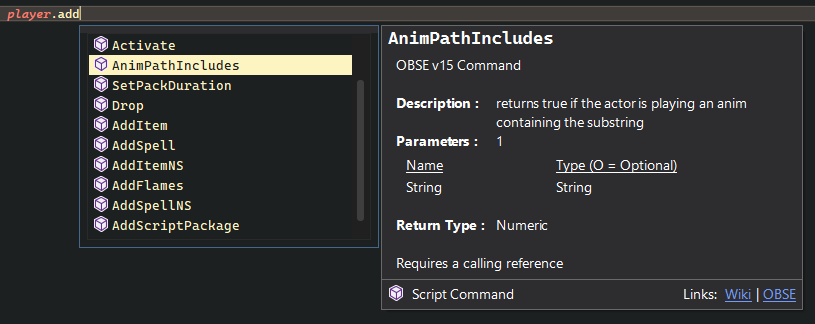 player.add
Activate
AnimPathIncludes
SetPackDuration
Drop
AddItem
AddSpell
AddItemNS
AddFlames
AddSpellNS
AddScriptPackage
AnimPathIncludes
OBSE v15 Command
Description : returns true if the actor is playing an anim
containing the substring
Parameters : 1
Name Type (O = Optional)
String String
Return Type : Numeric
Requires a calling reference
Script Command Links: Wiki | OBSE